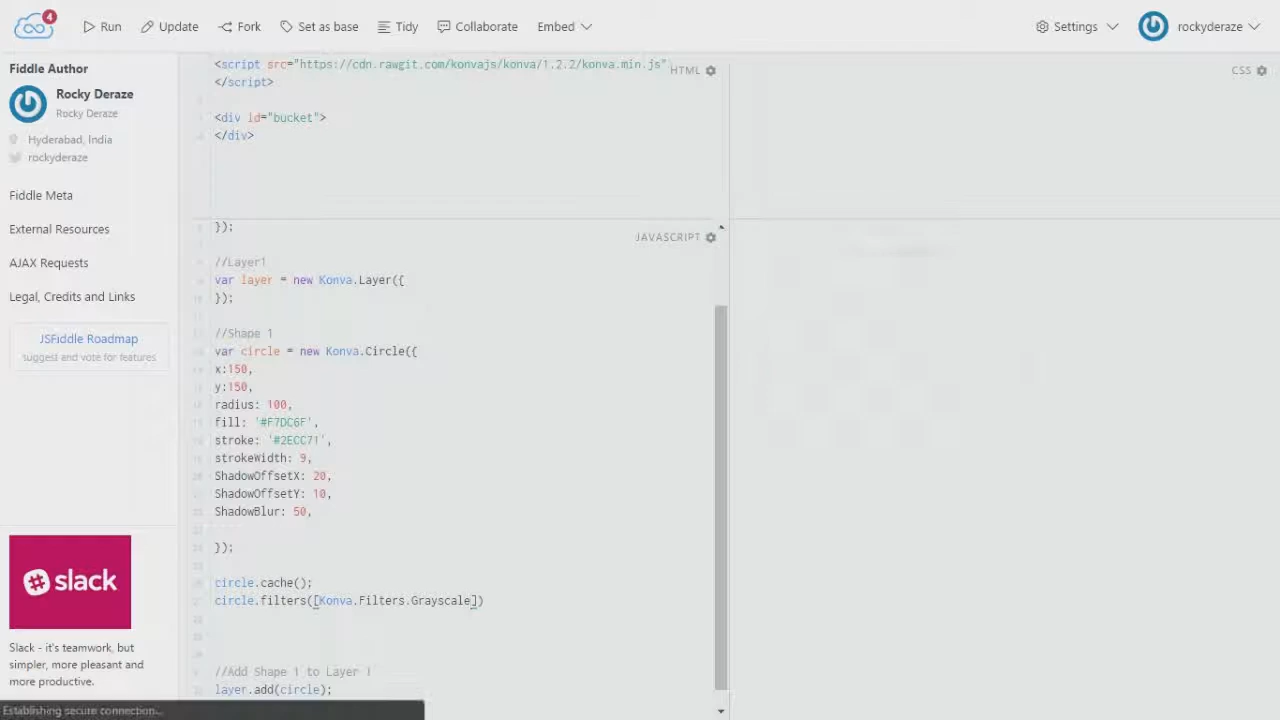 4
Run
Update
Fork
Set as base
Tidy
Collaborate
Embed
Settings
rockyderaze
Fiddle Author
Rocky Deraze
Rocky Deraze
Hyderabad, India
rockyderaze
Fiddle Meta
External Resources
AJAX Requests
Legal, Credits and Links
JSFiddle Roadmap
suggest and vote for features
slack
Slack - it's teamwork, but
simpler, more pleasant and
more productive.
Establishing secure connection...
<script src="https://cdn.rawgit.com/konvajs/konva/1.2.2/konva.min.js"
</script>
<div id="bucket">
</div>
HTML
CSS
JAVASCRIPT
});
//Layer1
var layer = new Konva.Layer({
});
//Shape 1
var circle = new Konva.Circle({
x:150,
y:150,
radius: 100,
fill: '#F7DC6F',
stroke: '#2ECC71',
strokeWidth: 9,
ShadowOffsetX: 20,
ShadowOffsetY: 10,
ShadowBlur: 50,
});
circle.cache();
circle.filters([Konva.Filters.Grayscale])
//Add Shape 1 to Layer 1
layer.add(circle);